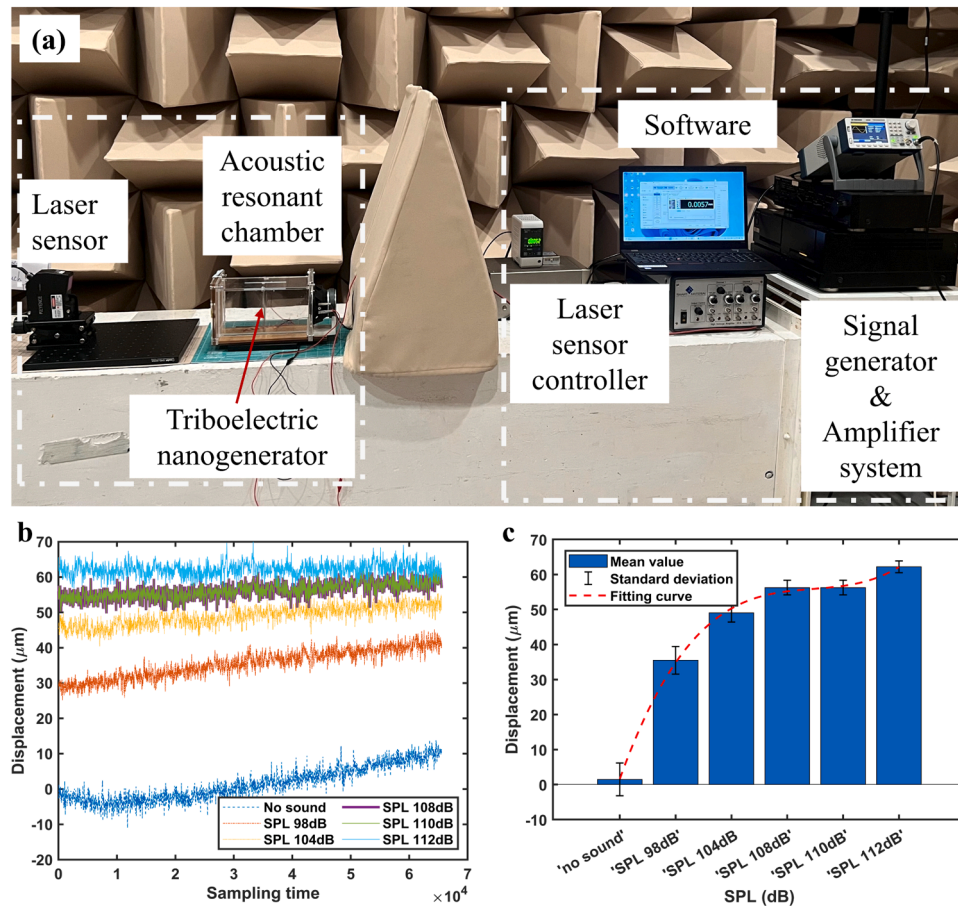 (a)
Laser
sensor
Acoustic
resonant
chamber
Triboelectric
nanogenerator
Software
0.0057
Laser
sensor
controller
Signal
generator
&
Amplifier
system
b
Displacement (μm)
70
60
50
40
30
20
10
0
-10
-20
No sound
SPL 98dB
SPL 104dB
SPL 108dB
SPL 110dB
SPL 112dB
0 1 2 3 4 5 6 7
×10⁴
Sampling time
c
Displacement (μm)
70
60
50
40
30
20
10
0
-10
Mean value
Standard deviation
Fitting curve
'no sound'
'SPL 98dB'
'SPL 104dB
'SPL 108dB'
'SPL 110dB'
'SPL 112dB'
SPL (dB)